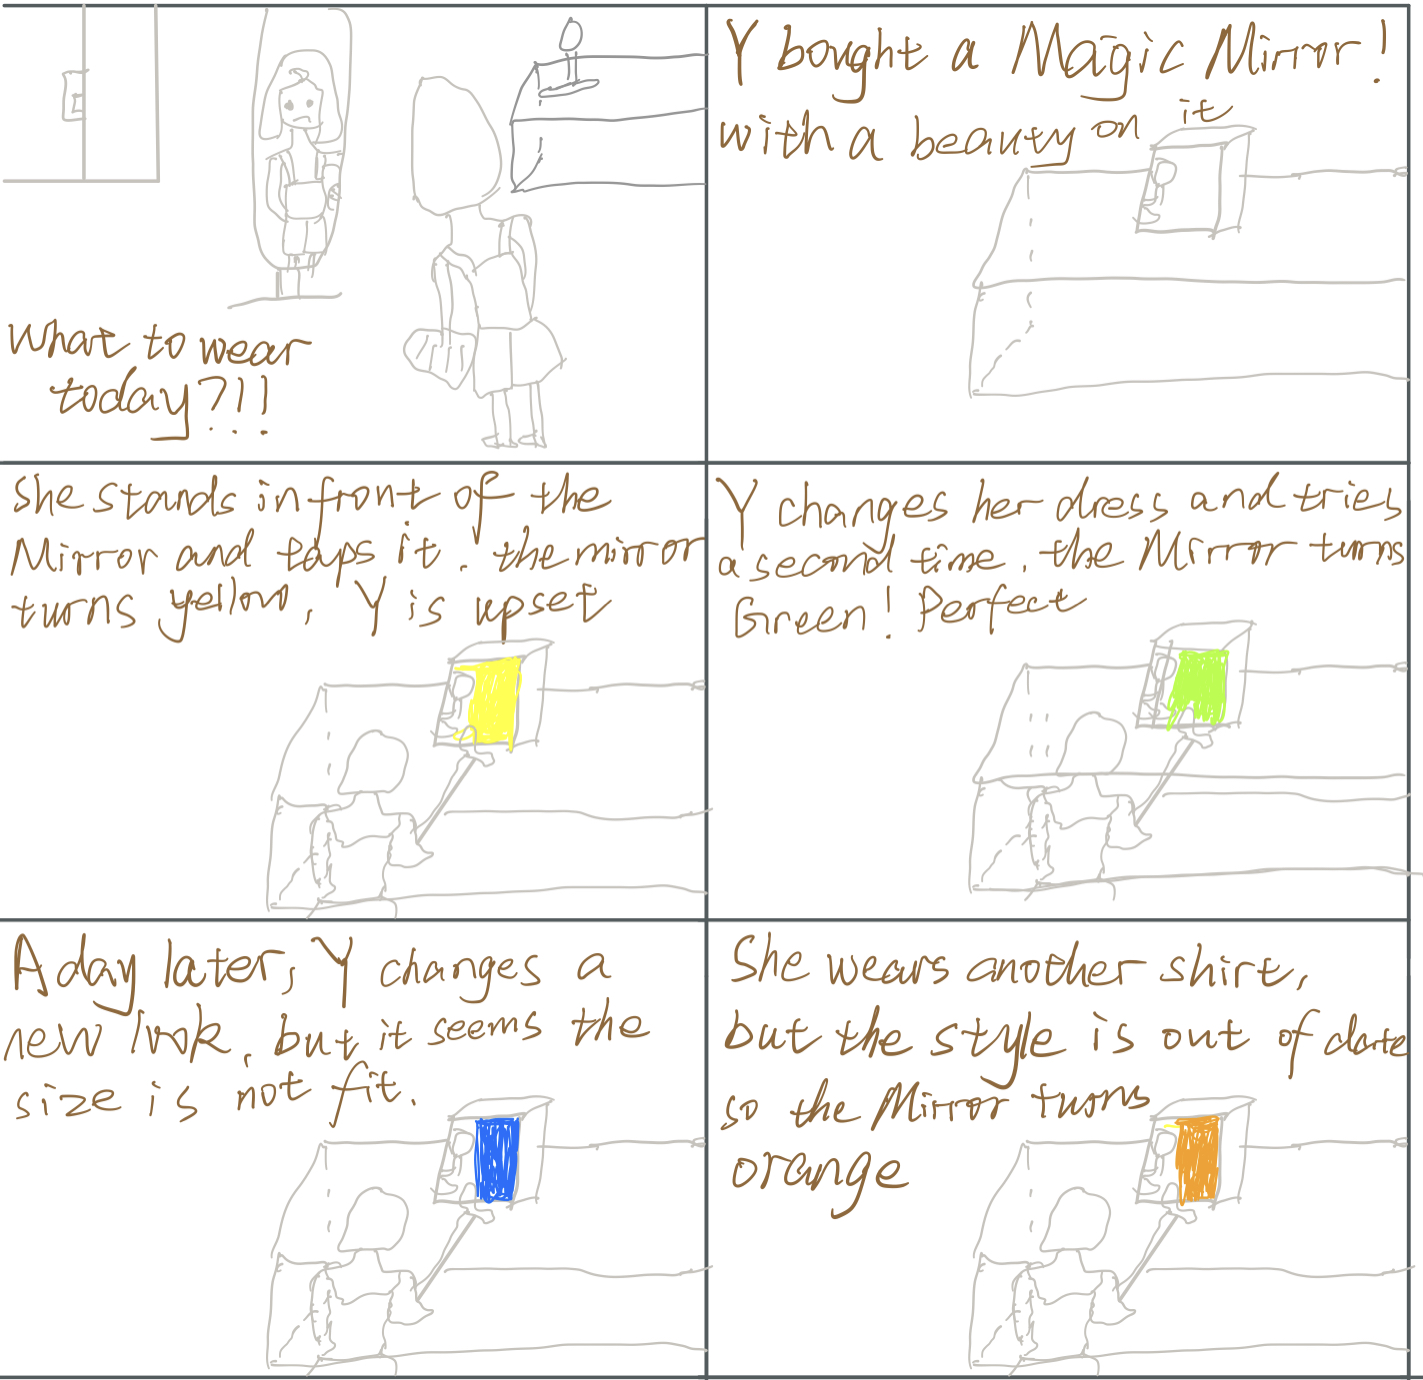 What to wear
today?!!
Y bought a Magic Mirror!
with a beauty on it
She stands infront of the
Mirror and taps it. the mirror
turns yellow, Y is upset
Y changes her dress and tries
a second time, the Mirror turns
Green! Perfect
A day later, Y changes a
new look, but it seems the
size is not fit.
She wears another shirt,
but the style is out of date
so the Mirror turns
orange